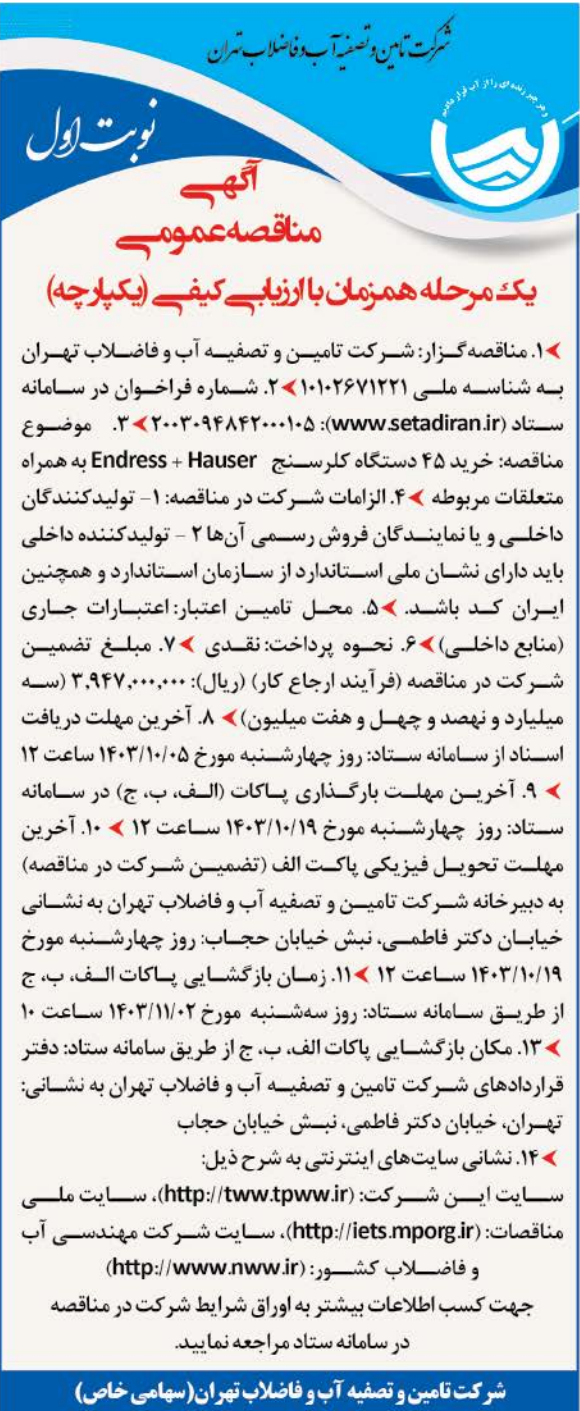 شرکت تامین و تصفیه آب و فاضلاب تهران
و هر چیز زنده‌ای را از آب قرار دادیم
نوبت اول
آگهی
مناقصه عمومی
یک مرحله همزمان با ارزیابی کیفی (یکپارچه)
۱. مناقصه‌گزار: شرکت تامین و تصفیه آب و فاضلاب تهران
به شناسه ملی ۱۰۱۰۲۶۷۱۲۲۱ ۲. شماره فراخوان در سامانه
ستاد (www.setadiran.ir): ۲۰۰۳۰۹۴۸۴۲۰۰۰۱۰۵ ۳. موضوع
مناقصه: خرید ۴۵ دستگاه کلرسنج Endress + Hauser به همراه
متعلقات مربوطه ۴. الزامات شرکت در مناقصه: ۱- تولیدکنندگان
داخلی و یا نمایندگان فروش رسمی آن‌ها ۲ - تولیدکننده داخلی
باید دارای نشان ملی استاندارد از سازمان استاندارد و همچنین
ایران کد باشد. ۵. محل تامین اعتبار: اعتبارات جاری
(منابع داخلی) ۶. نحوه پرداخت: نقدی ۷. مبلغ تضمین
شرکت در مناقصه (فرآیند ارجاع کار) (ریال): ۳,۹۴۷,۰۰۰,۰۰۰ (سه
میلیارد و نهصد و چهل و هفت میلیون) ۸. آخرین مهلت دریافت
اسناد از سامانه ستاد: روز چهارشنبه مورخ ۱۴۰۳/۱۰/۰۵ ساعت ۱۲
۹. آخرین مهلت بارگذاری پاکات (الف، ب، ج) در سامانه
ستاد: روز چهارشنبه مورخ ۱۴۰۳/۱۰/۱۹ ساعت ۱۲ ۱۰. آخرین
مهلت تحویل فیزیکی پاکت الف (تضمین شرکت در مناقصه)
به دبیرخانه شرکت تامین و تصفیه آب و فاضلاب تهران به نشانی
خیابان دکتر فاطمی، نبش خیابان حجاب: روز چهارشنبه مورخ
۱۴۰۳/۱۰/۱۹ ساعت ۱۲ ۱۱. زمان بازگشایی پاکات الف، ب، ج
از طریق سامانه ستاد: روز سه‌شنبه مورخ ۱۴۰۳/۱۱/۰۲ ساعت ۱۰
۱۳. مکان بازگشایی پاکات الف، ب، ج از طریق سامانه ستاد: دفتر
قراردادهای شرکت تامین و تصفیه آب و فاضلاب تهران به نشانی:
تهران، خیابان دکتر فاطمی، نبش خیابان حجاب
۱۴. نشانی سایت‌های اینترنتی به شرح ذیل:
سایت این شرکت: (http://tww.tpww.ir)، سایت ملی
مناقصات: (http://iets.mporg.ir)، سایت شرکت مهندسی آب
و فاضلاب کشور: (http://www.nww.ir)
جهت کسب اطلاعات بیشتر به اوراق شرایط شرکت در مناقصه
در سامانه ستاد مراجعه نمایید.
شرکت تامین و تصفیه آب و فاضلاب تهران (سهامی خاص)